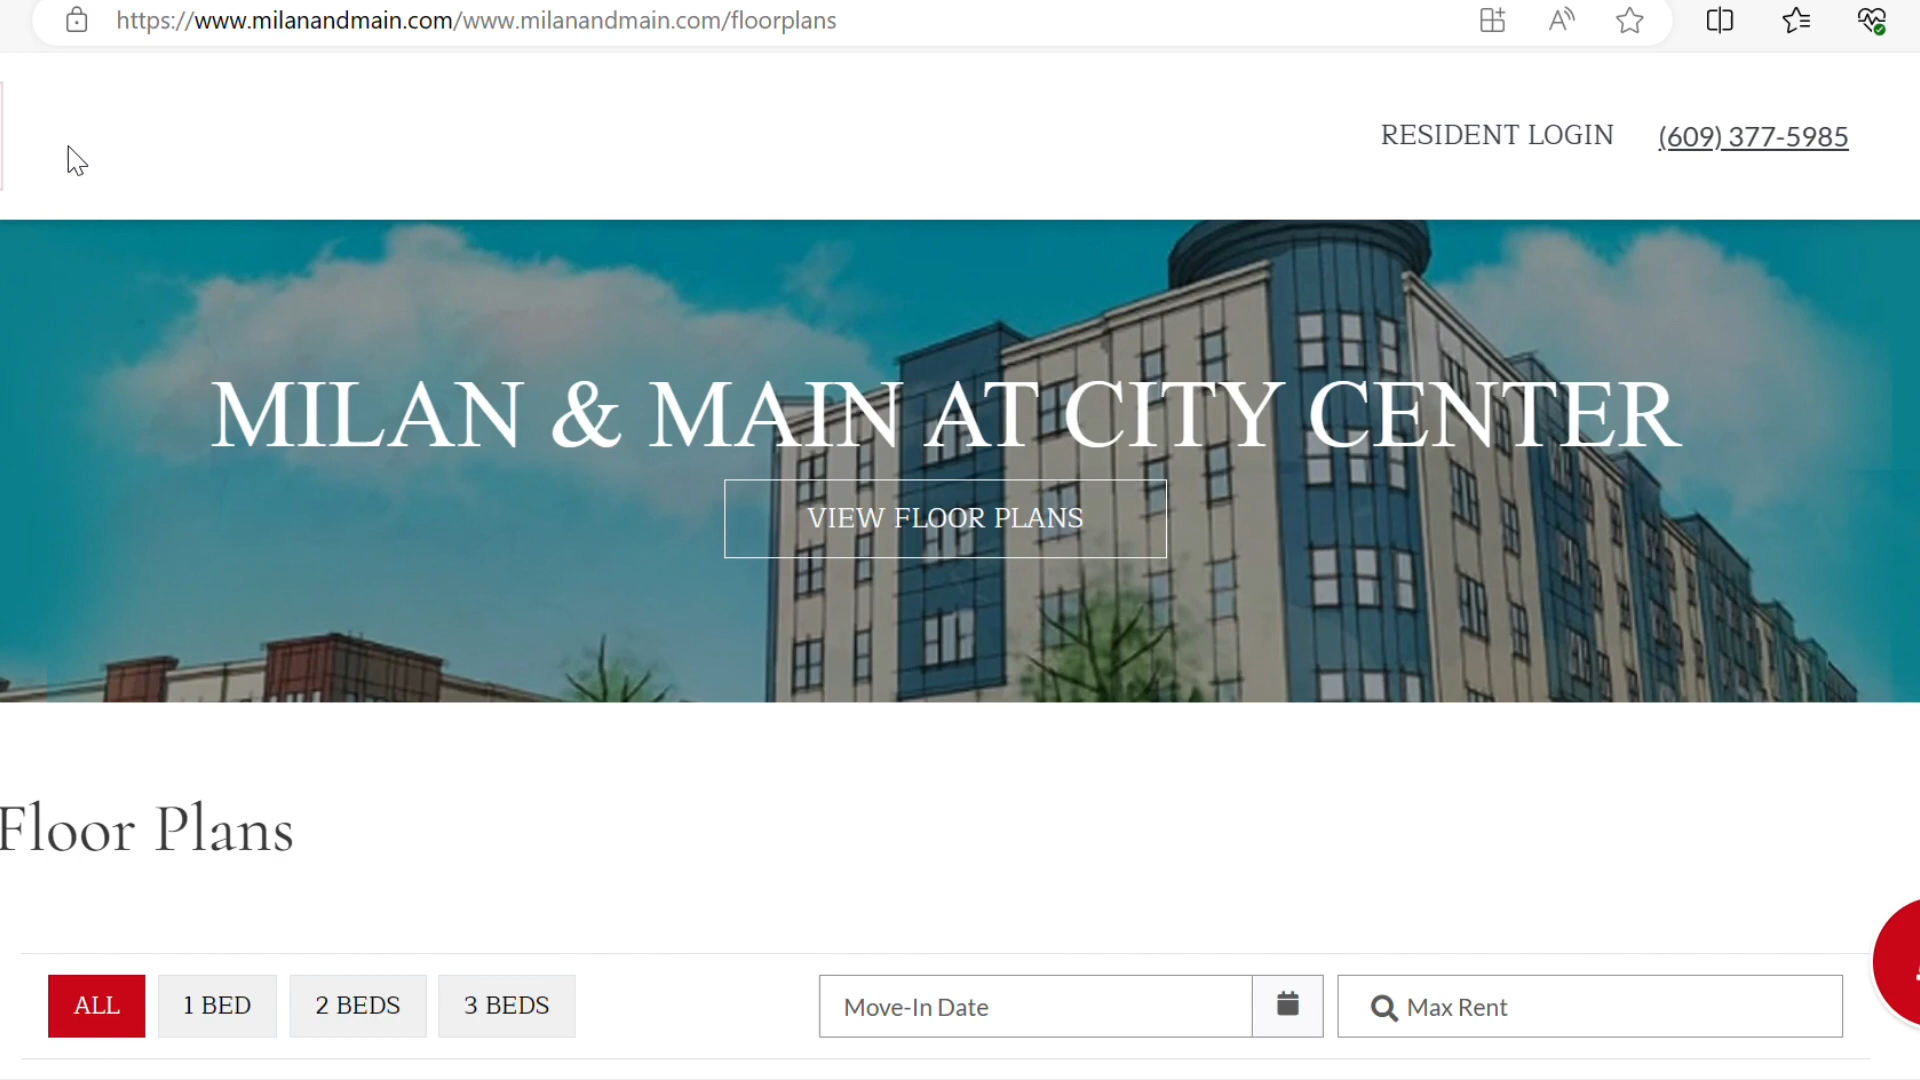 https://www.milanandmain.com/www.milanandmain.com/floorplans
RESIDENT LOGIN (609) 377-5985
MILAN & MAIN AT CITY CENTER
VIEW FLOOR PLANS
Floor Plans
ALL 1 BED 2 BEDS 3 BEDS Move-In Date Max Rent